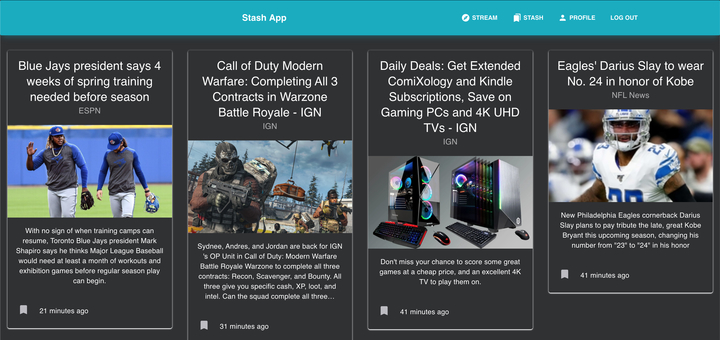 Stash App
STREAM
STASH
PROFILE
LOG OUT
Blue Jays president says 4
weeks of spring training
needed before season
ESPN
With no sign of when training camps can
resume, Toronto Blue Jays president Mark
Shapiro says he thinks Major League Baseball
would need at least a month of workouts and
exhibition games before regular season play
can begin.
21 minutes ago
Call of Duty Modern
Warfare: Completing All 3
Contracts in Warzone
Battle Royale - IGN
IGN
Sydnee, Andres, and Jordan are back for IGN
's OP Unit in Call of Duty: Modern Warfare
Battle Royale Warzone to complete all three
contracts: Recon, Scavenger, and Bounty. All
three give you specific cash, XP, loot, and
intel. Can the squad complete all three…
31 minutes ago
Daily Deals: Get Extended
ComiXology and Kindle
Subscriptions, Save on
Gaming PCs and 4K UHD
TVs - IGN
IGN
Don't miss your chance to score some great
games at a cheap price, and an excellent 4K
TV to play them on.
41 minutes ago
Eagles' Darius Slay to wear
No. 24 in honor of Kobe
NFL News
23
New Philadelphia Eagles cornerback Darius
Slay plans to pay tribute the late, great Kobe
Bryant this upcoming season, changing his
number from "23" to "24" in his honor
41 minutes ago